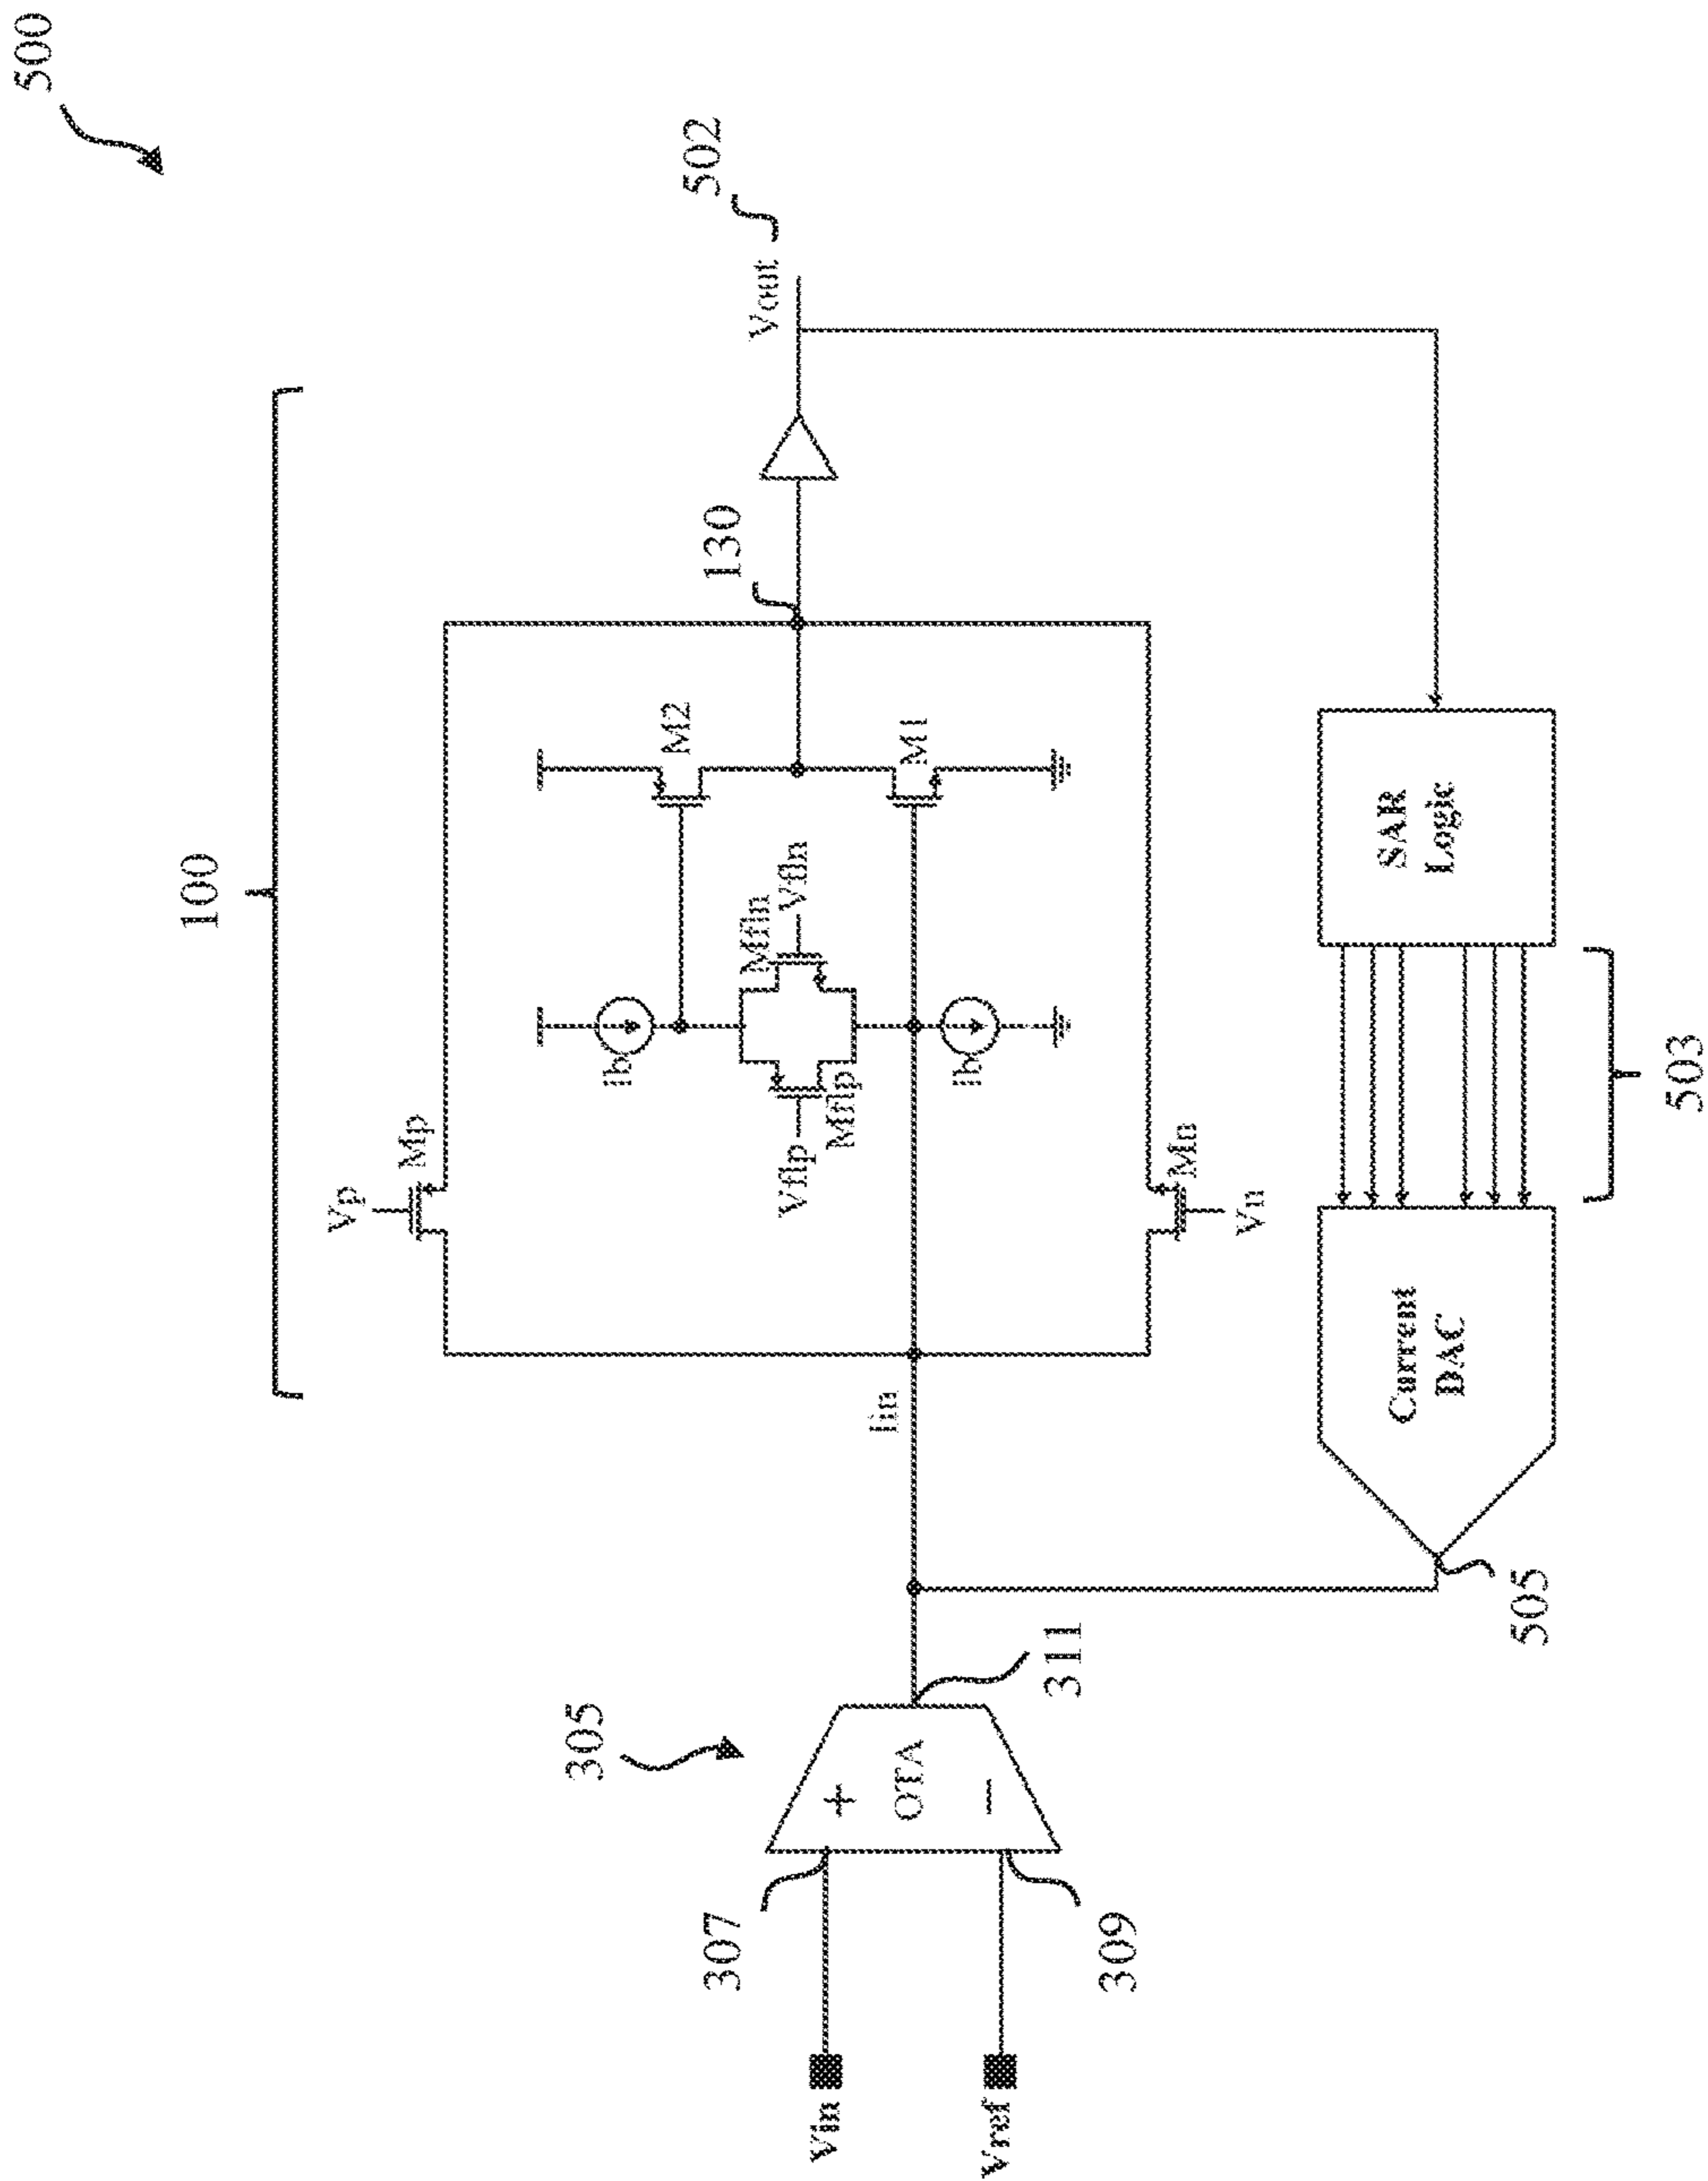 500
100
502
Vout
130
Vp
Mp
M2
Ib
Mfln
Vfln
Vflp
Mflp
M1
Ib
Iin
Mn
Vn
305
307
Vin
+
OTA
−
311
309
Vref
SAR
Logic
Current
DAC
503
505